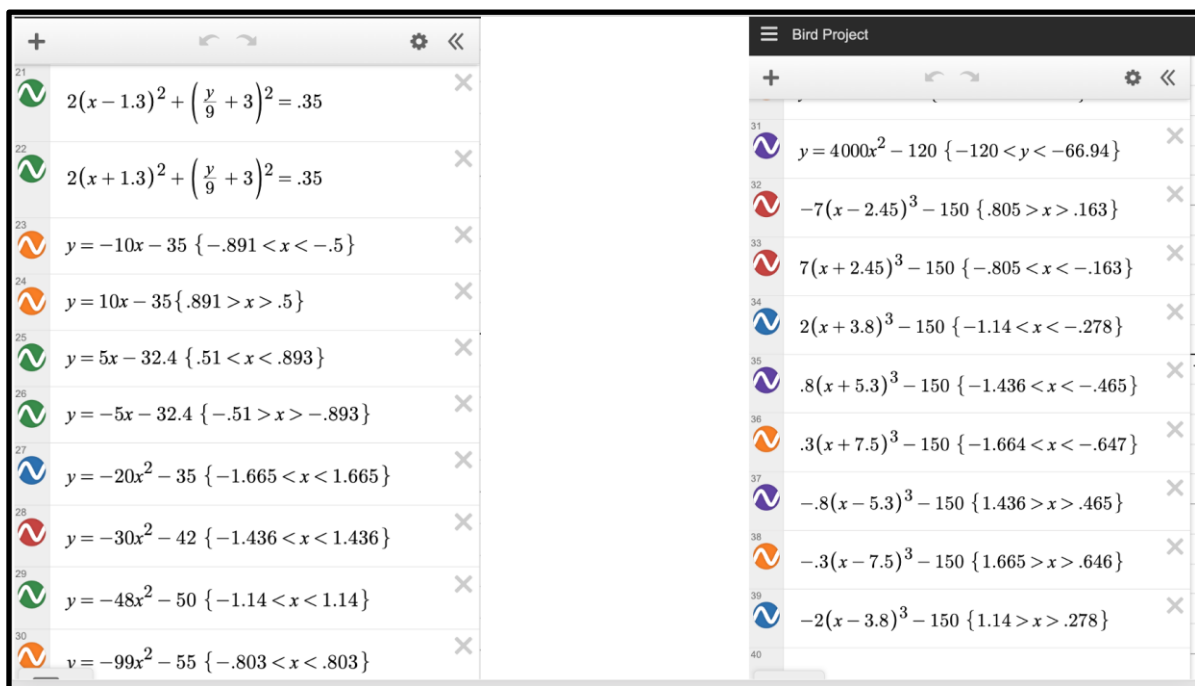 21
2(x − 1.3)² + (y/9 + 3)² = .35
22
2(x + 1.3)² + (y/9 + 3)² = .35
23
y = −10x − 35 {−.891 < x < −.5}
24
y = 10x − 35{.891 > x > .5}
25
y = 5x − 32.4 {.51 < x < .893}
26
y = −5x − 32.4 {−.51 > x > −.893}
27
y = −20x² − 35 {−1.665 < x < 1.665}
28
y = −30x² − 42 {−1.436 < x < 1.436}
29
y = −48x² − 50 {−1.14 < x < 1.14}
30
y = −99x² − 55 {−.803 < x < .803}
Bird Project
31
y = 4000x² − 120 {−120 < y < −66.94}
32
−7(x − 2.45)³ − 150 {.805 > x > .163}
33
7(x + 2.45)³ − 150 {−.805 < x < −.163}
34
2(x + 3.8)³ − 150 {−1.14 < x < −.278}
35
.8(x + 5.3)³ − 150 {−1.436 < x < −.465}
36
.3(x + 7.5)³ − 150 {−1.664 < x < −.647}
37
−.8(x − 5.3)³ − 150 {1.436 > x > .465}
38
−.3(x − 7.5)³ − 150 {1.665 > x > .646}
39
−2(x − 3.8)³ − 150 {1.14 > x > .278}
40